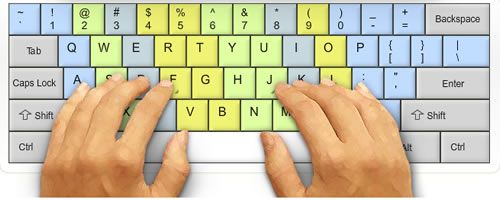 ~ ! @ # $ % ^ & * ( ) _ + Backspace
` 1 2 3 4 5 6 7 8 9 0 - =
Tab Q W E R T Y U I O P { } |
[ ] \
Caps Lock A F G H J " Enter
Shift V B N M Shift
Ctrl Alt Ctrl